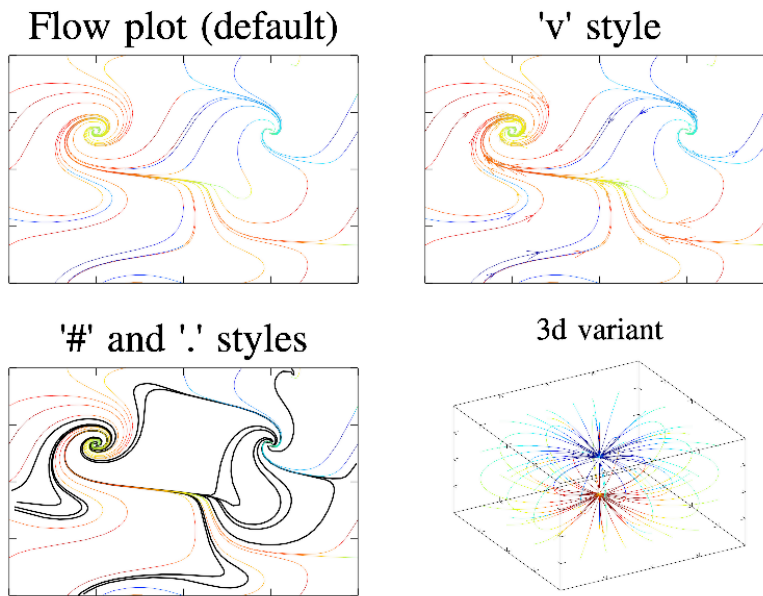 Flow plot (default)
'v' style
'#' and '.' styles
3d variant